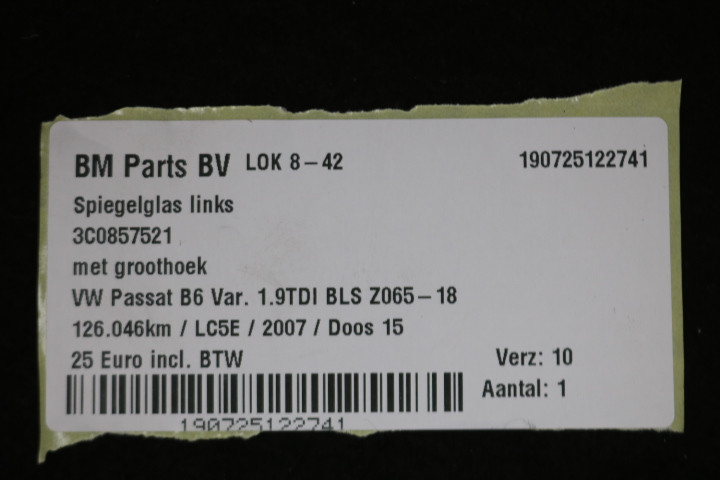 BM Parts BV LOK 8-42 190725122741
Spiegelglas links
3C0857521
met groothoek
VW Passat B6 Var. 1.9TDI BLS Z065-18
126.046km / LC5E / 2007 / Doos 15
25 Euro incl. BTW Verz: 10
Aantal: 1
190725122741